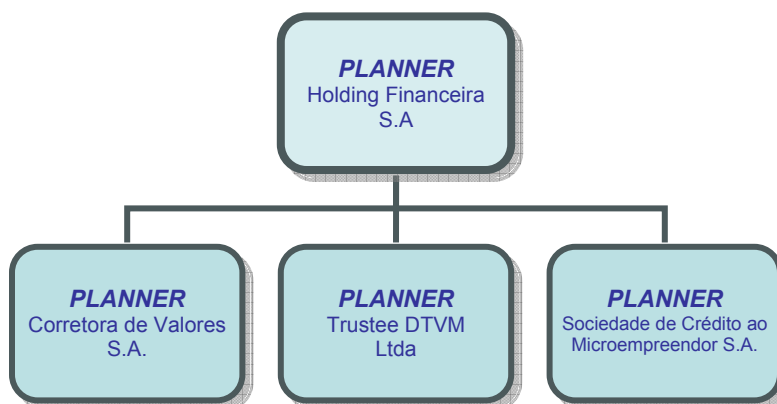 PLANNER
Holding Financeira
S.A
PLANNER
Corretora de Valores
S.A.
PLANNER
Trustee DTVM
Ltda
PLANNER
Sociedade de Crédito ao
Microempreendor S.A.